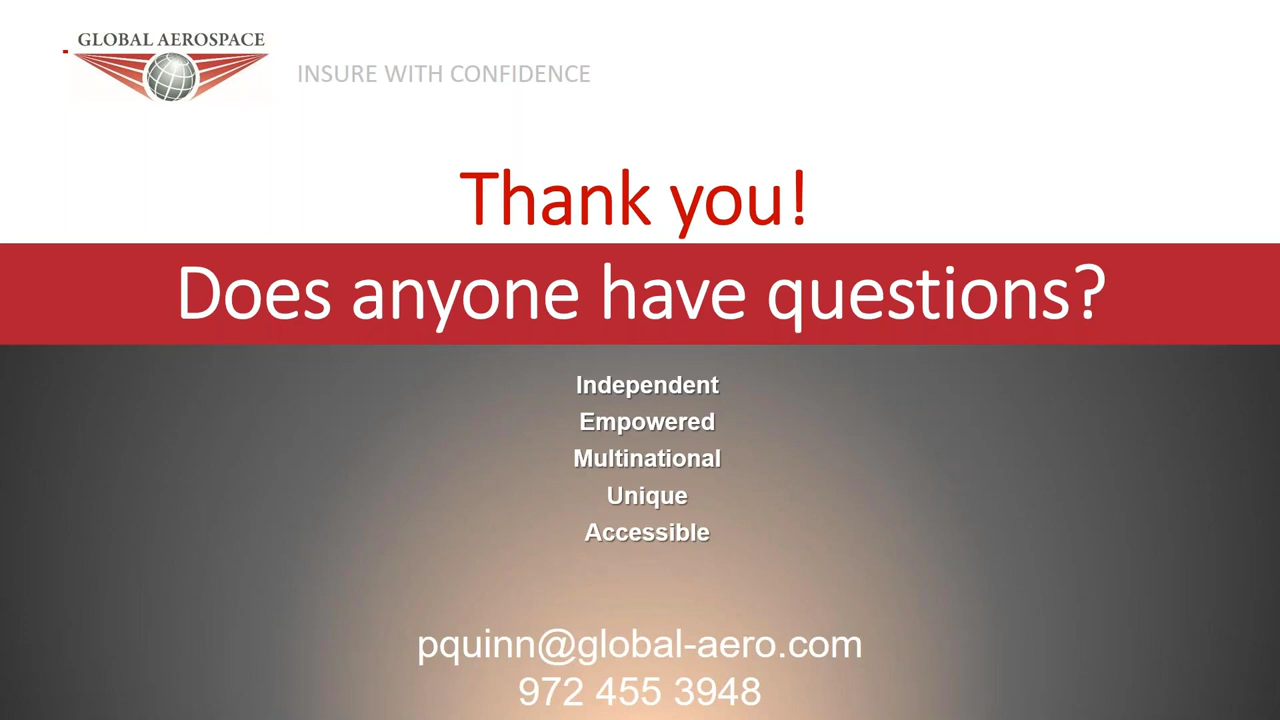 GLOBAL AEROSPACE
INSURE WITH CONFIDENCE
Thank you!
Does anyone have questions?
Independent
Empowered
Multinational
Unique
Accessible
pquinn@global-aero.com
972 455 3948